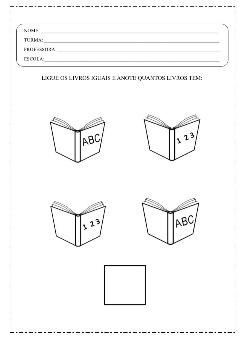 NOME:
TURMA:
PROFESSORA:
ESCOLA:
LIGUE OS LIVROS IGUAIS E ANOTE QUANTOS LIVROS TEM:
ABC
1 2 3
1 2 3
ABC